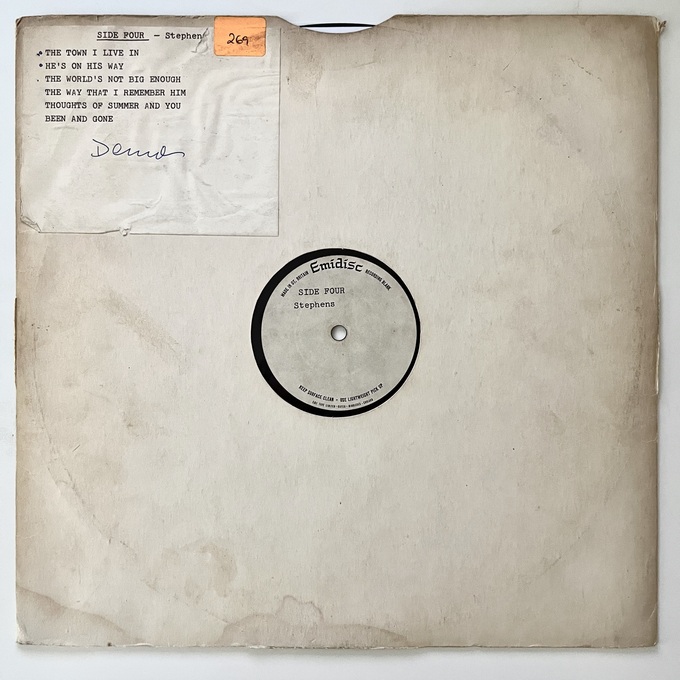 SIDE FOUR - Stephen
269
THE TOWN I LIVE IN
HE'S ON HIS WAY
THE WORLD'S NOT BIG ENOUGH
THE WAY THAT I REMEMBER HIM
THOUGHTS OF SUMMER AND YOU
BEEN AND GONE
Demo
MADE IN GT. BRITAIN Emidisc RECORDING BLANK
SIDE FOUR
Stephens
KEEP SURFACE CLEAN • USE LIGHTWEIGHT PICK UP